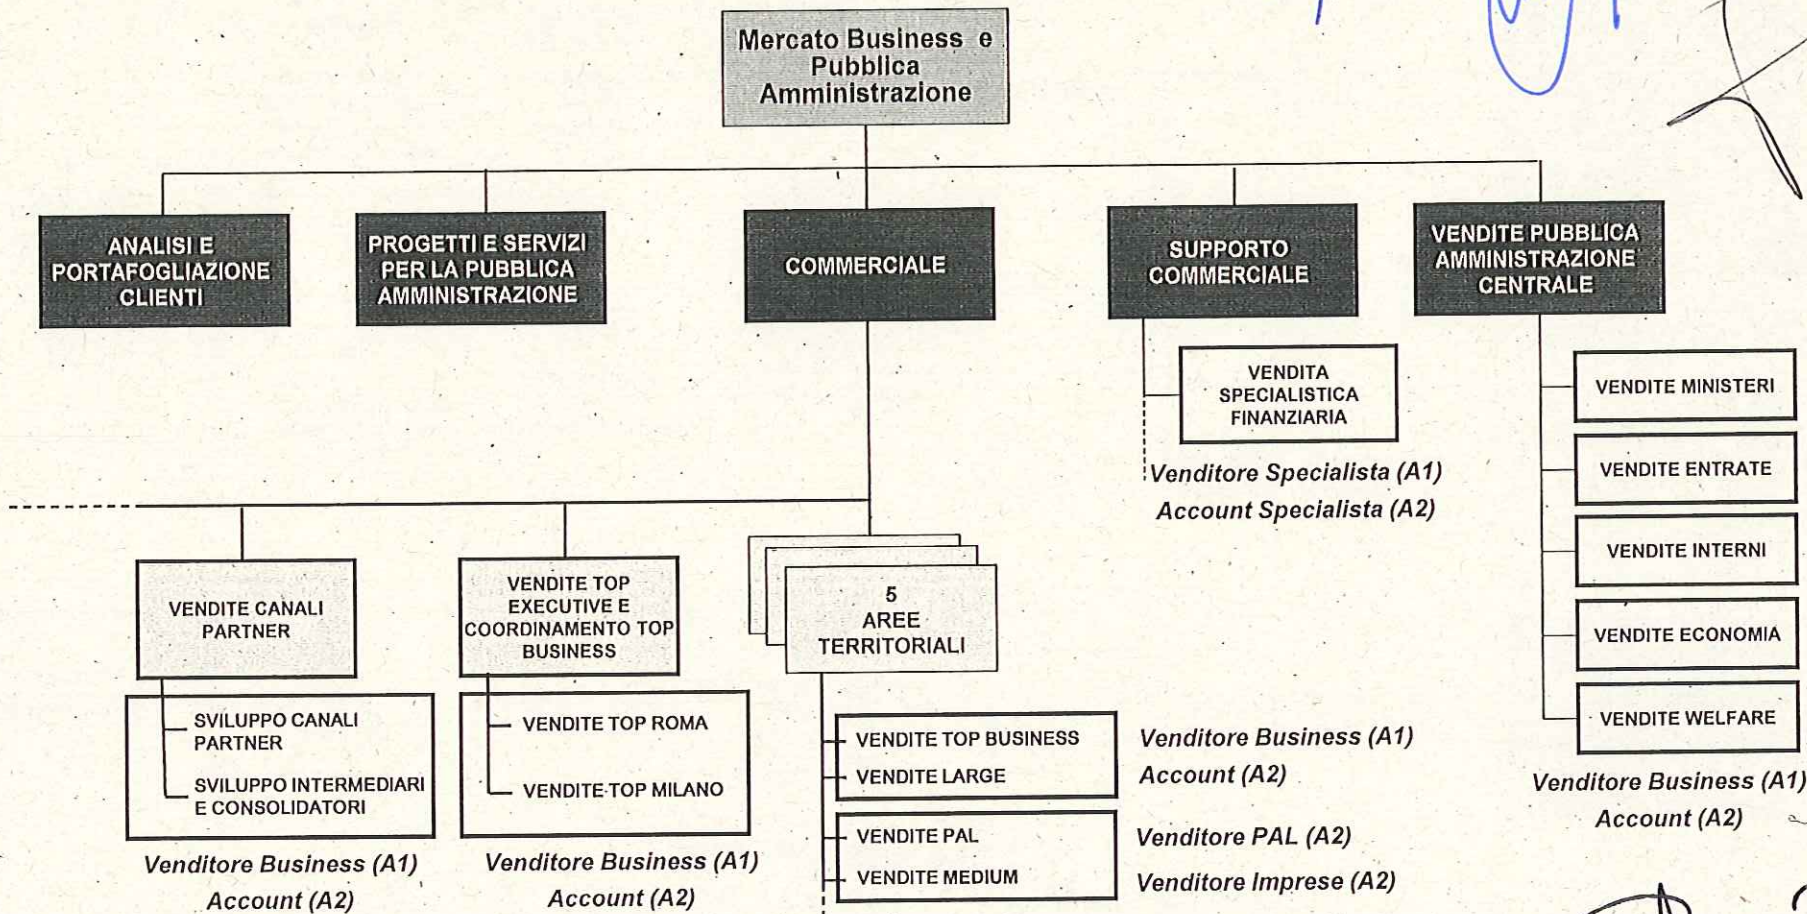 Mercato Business e
Pubblica
Amministrazione
ANALISI E
PORTAFOGLIAZIONE
CLIENTI
PROGETTI E SERVIZI
PER LA PUBBLICA
AMMINISTRAZIONE
COMMERCIALE
SUPPORTO
COMMERCIALE
VENDITE PUBBLICA
AMMINISTRAZIONE
CENTRALE
VENDITA
SPECIALISTICA
FINANZIARIA
Venditore Specialista (A1)
Account Specialista (A2)
VENDITE MINISTERI
VENDITE ENTRATE
VENDITE INTERNI
VENDITE ECONOMIA
VENDITE WELFARE
Venditore Business (A1)
Account (A2)
VENDITE CANALI
PARTNER
SVILUPPO CANALI
PARTNER
SVILUPPO INTERMEDIARI
E CONSOLIDATORI
Venditore Business (A1)
Account (A2)
VENDITE TOP
EXECUTIVE E
COORDINAMENTO TOP
BUSINESS
VENDITE TOP ROMA
VENDITE TOP MILANO
Venditore Business (A1)
Account (A2)
5
AREE
TERRITORIALI
VENDITE TOP BUSINESS
VENDITE LARGE
Venditore Business (A1)
Account (A2)
VENDITE PAL
VENDITE MEDIUM
Venditore PAL (A2)
Venditore Imprese (A2)